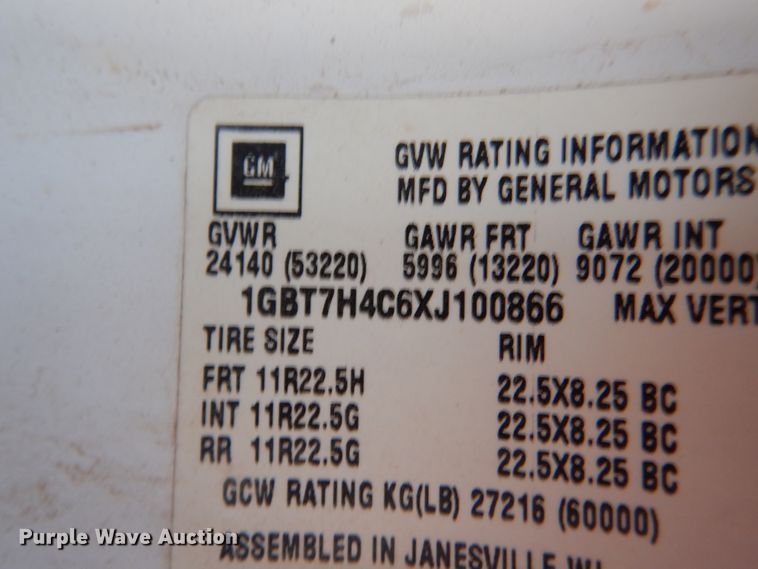 GM
GVW RATING INFORMATION
MFD BY GENERAL MOTORS
GVWR GAWR FRT GAWR INT
24140 (53220) 5996 (13220) 9072 (20000)
1GBT7H4C6XJ100866 MAX VERT
TIRE SIZE RIM
FRT 11R22.5H 22.5X8.25 BC
INT 11R22.5G 22.5X8.25 BC
RR 11R22.5G 22.5X8.25 BC
GCW RATING KG(LB) 27216 (60000)
ASSEMBLED IN JANESVILLE WI
Purple Wave Auction